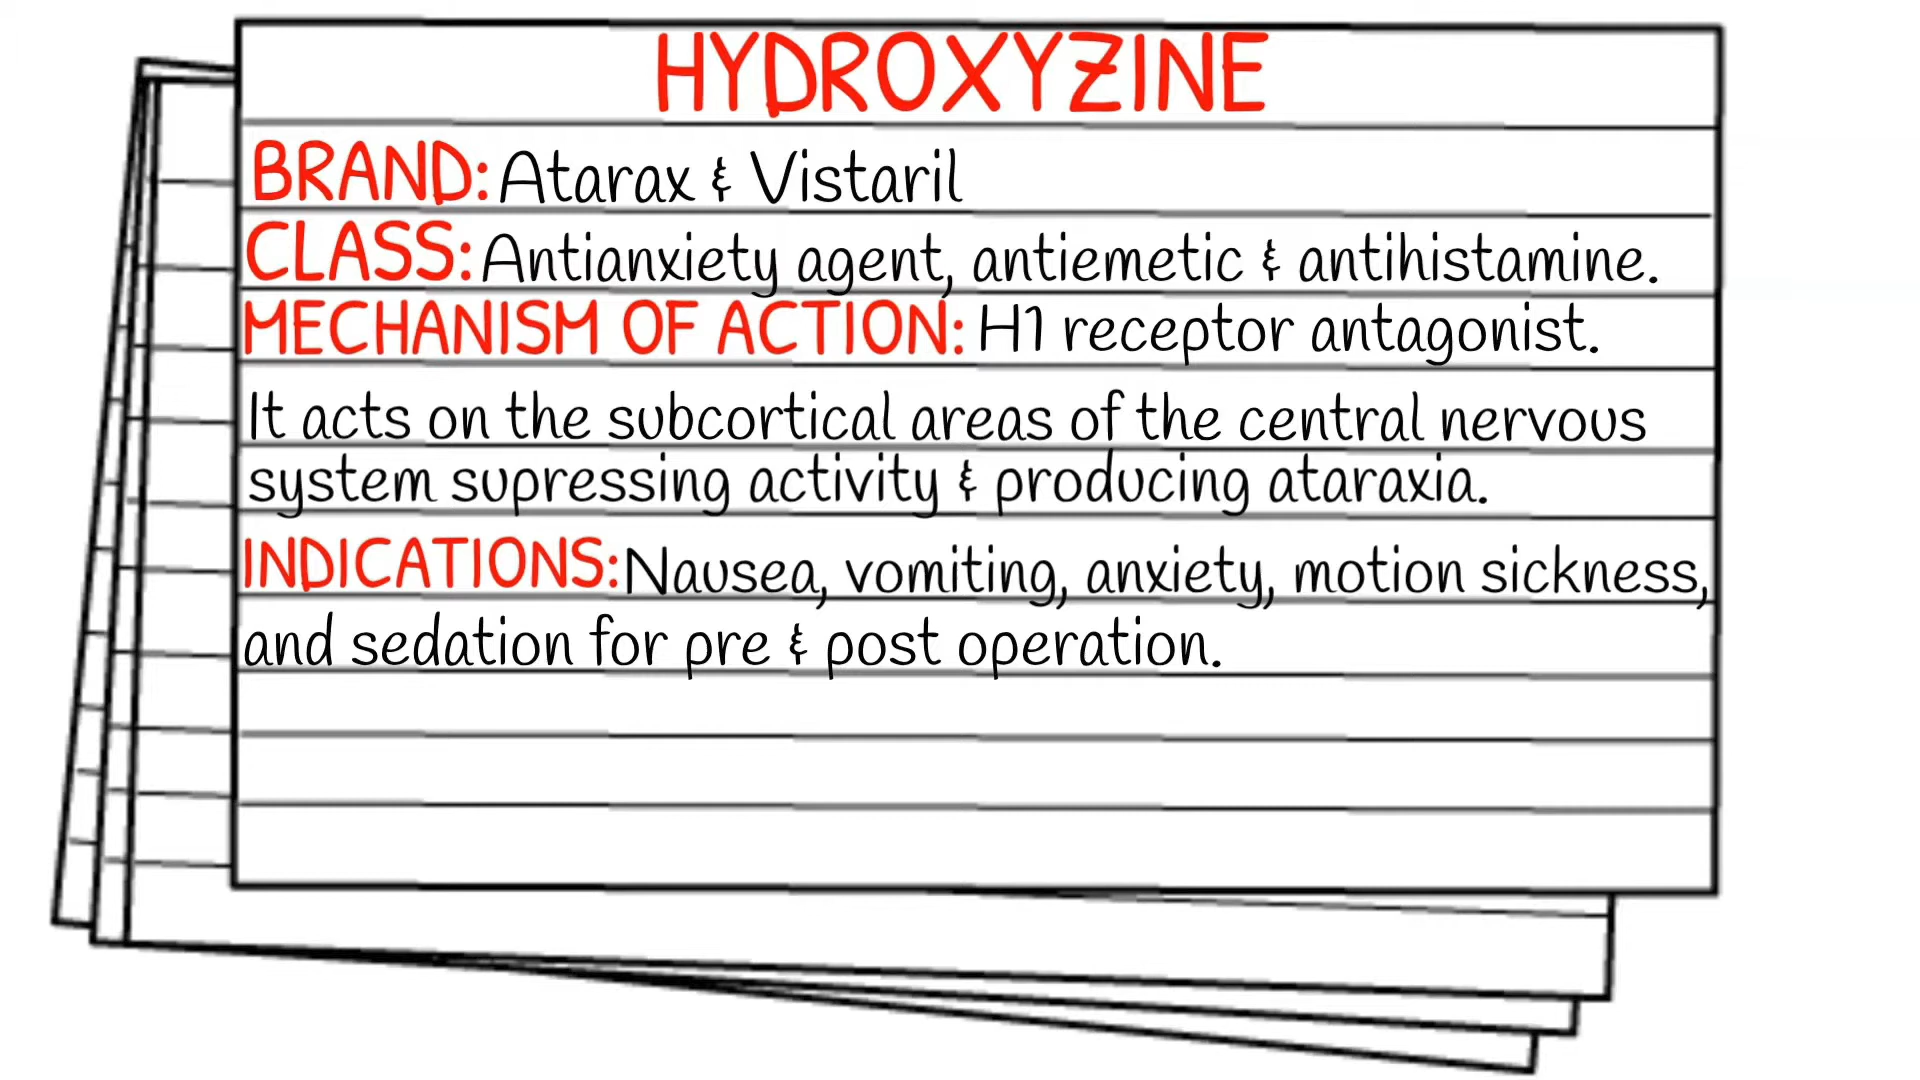 HYDROXYZINE
BRAND: Atarax & Vistaril
CLASS: Antianxiety agent, antiemetic & antihistamine.
MECHANISM OF ACTION: H1 receptor antagonist.
It acts on the subcortical areas of the central nervous
system supressing activity & producing ataraxia.
INDICATIONS: Nausea, vomiting, anxiety, motion sickness,
and sedation for pre & post operation.